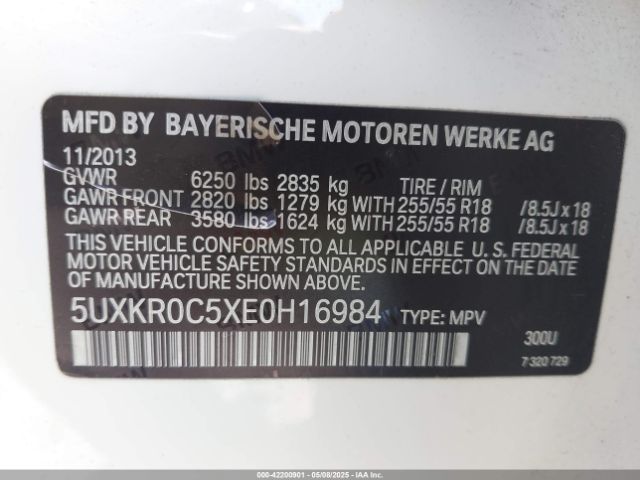 MFD BY BAYERISCHE MOTOREN WERKE AG
11/2013
GVWR 6250 lbs 2835 kg TIRE / RIM
GAWR FRONT 2820 lbs 1279 kg WITH 255/55 R18 /8.5J x 18
GAWR REAR 3580 lbs 1624 kg WITH 255/55 R18 /8.5J x 18
THIS VEHICLE CONFORMS TO ALL APPLICABLE U. S. FEDERAL
MOTOR VEHICLE SAFETY STANDARDS IN EFFECT ON THE DATE OF
MANUFACTURE SHOWN ABOVE.
5UXKR0C5XE0H16984 TYPE: MPV
300U
7 320 729
000-42200901 - 05/08/2025 - IAA Inc. - Copyright